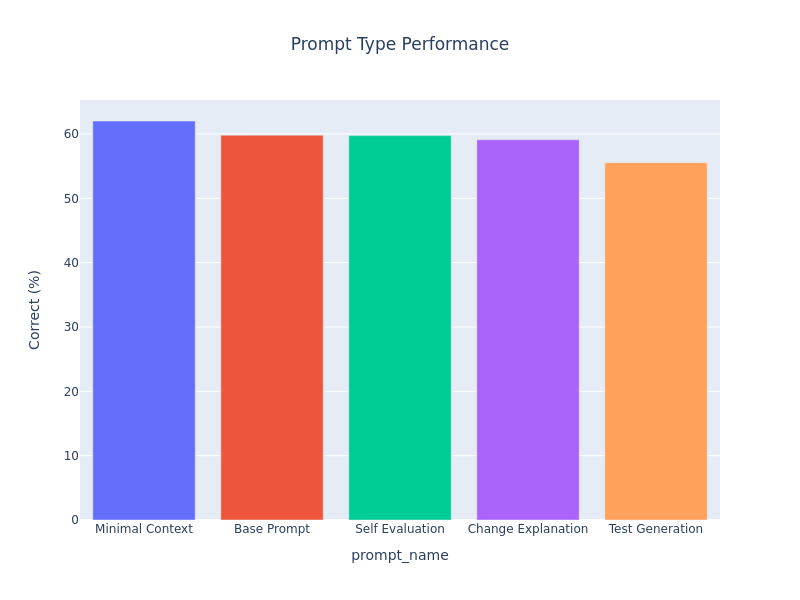 Prompt Type Performance
Correct (%)
60
50
40
30
20
10
0
Minimal Context
Base Prompt
Self Evaluation
Change Explanation
Test Generation
prompt_name